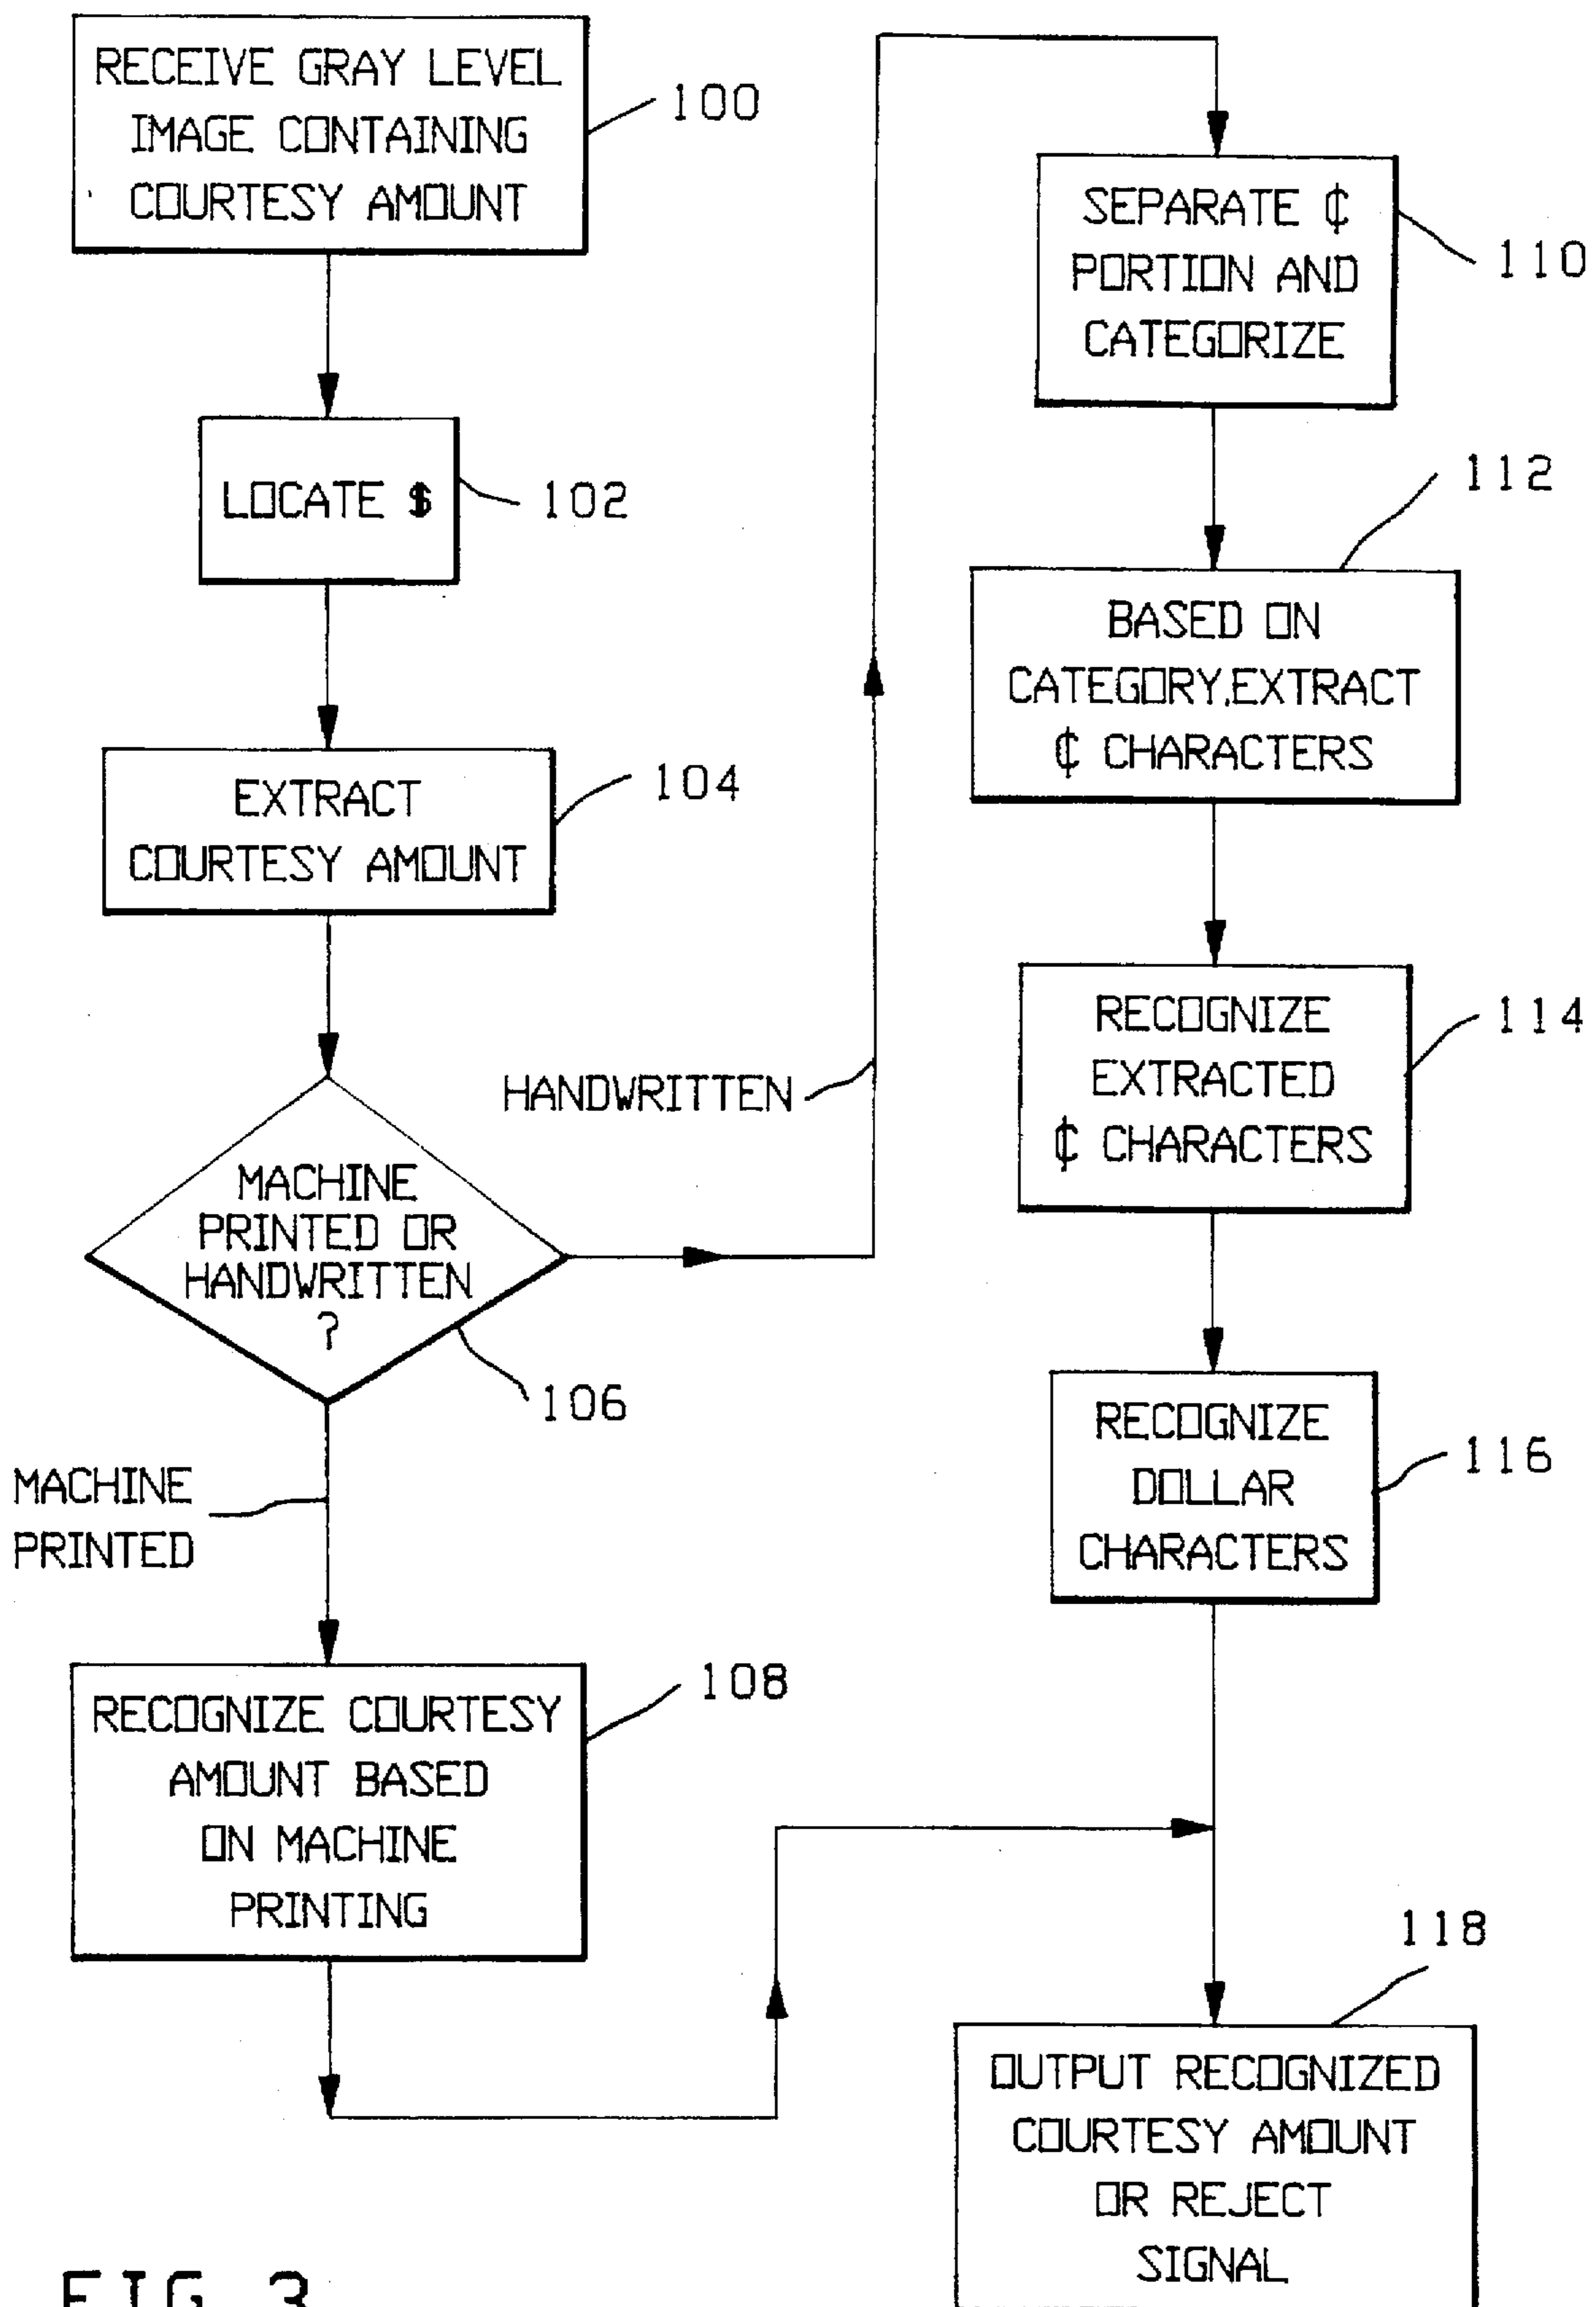 RECEIVE GRAY LEVEL
IMAGE CONTAINING
COURTESY AMOUNT
100
LOCATE $
102
EXTRACT
COURTESY AMOUNT
104
MACHINE
PRINTED OR
HANDWRITTEN
?
106
HANDWRITTEN
MACHINE
PRINTED
RECOGNIZE COURTESY
AMOUNT BASED
ON MACHINE
PRINTING
108
SEPARATE ¢
PORTION AND
CATEGORIZE
110
BASED ON
CATEGORY,EXTRACT
¢ CHARACTERS
112
RECOGNIZE
EXTRACTED
¢ CHARACTERS
114
RECOGNIZE
DOLLAR
CHARACTERS
116
OUTPUT RECOGNIZED
COURTESY AMOUNT
OR REJECT
SIGNAL
118
FIG 3